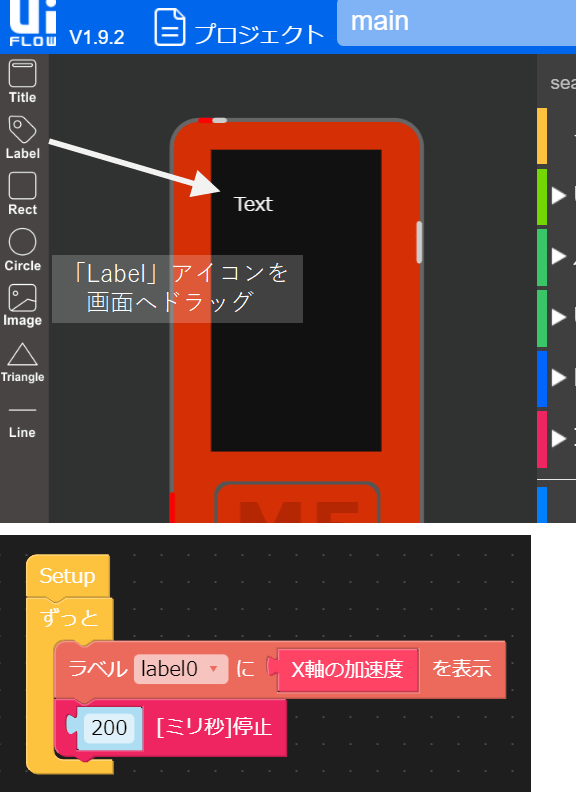 Ui
FLOW V1.9.2 プロジェクト main
Title
Label
Rect
Circle
Image
Triangle
Line
Text
「Label」アイコンを
画面へドラッグ
sea
Setup
ずっと
ラベル label0 に X軸の加速度 を表示
200 [ミリ秒]停止